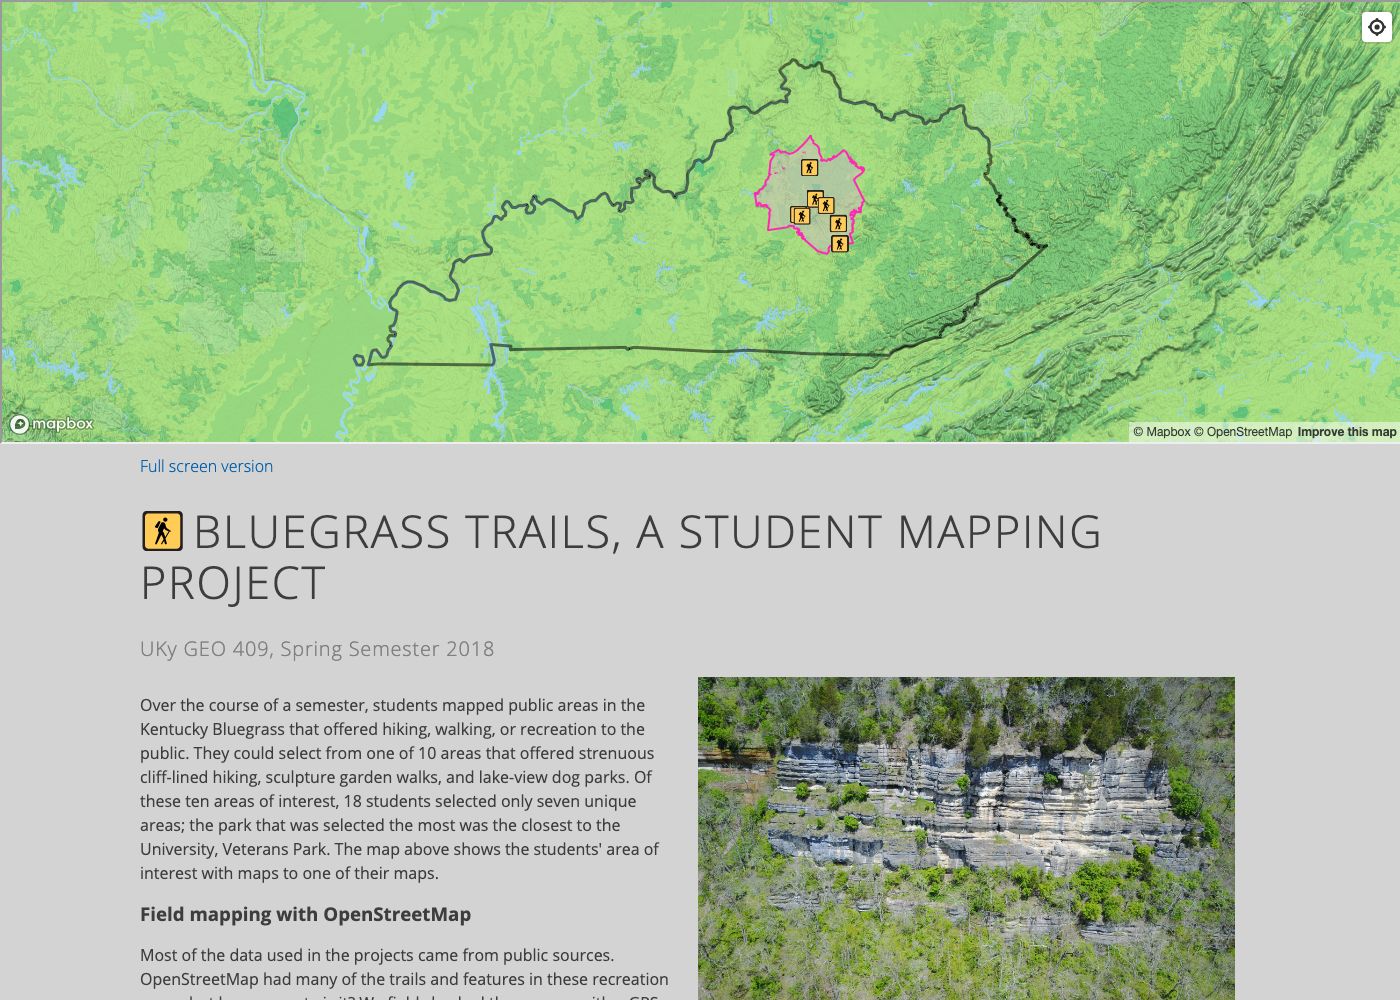 mapbox
© Mapbox © OpenStreetMap Improve this map
Full screen version
BLUEGRASS TRAILS, A STUDENT MAPPING
PROJECT
UKy GEO 409, Spring Semester 2018
Over the course of a semester, students mapped public areas in the
Kentucky Bluegrass that offered hiking, walking, or recreation to the
public. They could select from one of 10 areas that offered strenuous
cliff-lined hiking, sculpture garden walks, and lake-view dog parks. Of
these ten areas of interest, 18 students selected only seven unique
areas; the park that was selected the most was the closest to the
University, Veterans Park. The map above shows the students' area of
interest with maps to one of their maps.
Field mapping with OpenStreetMap
Most of the data used in the projects came from public sources.
OpenStreetMap had many of the trails and features in these recreation